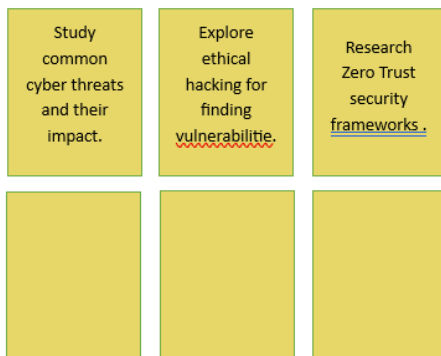 Study
common
cyber threats
and their
impact.
Explore
ethical
hacking for
finding
vulnerabilitie.
Research
Zero Trust
security
frameworks .